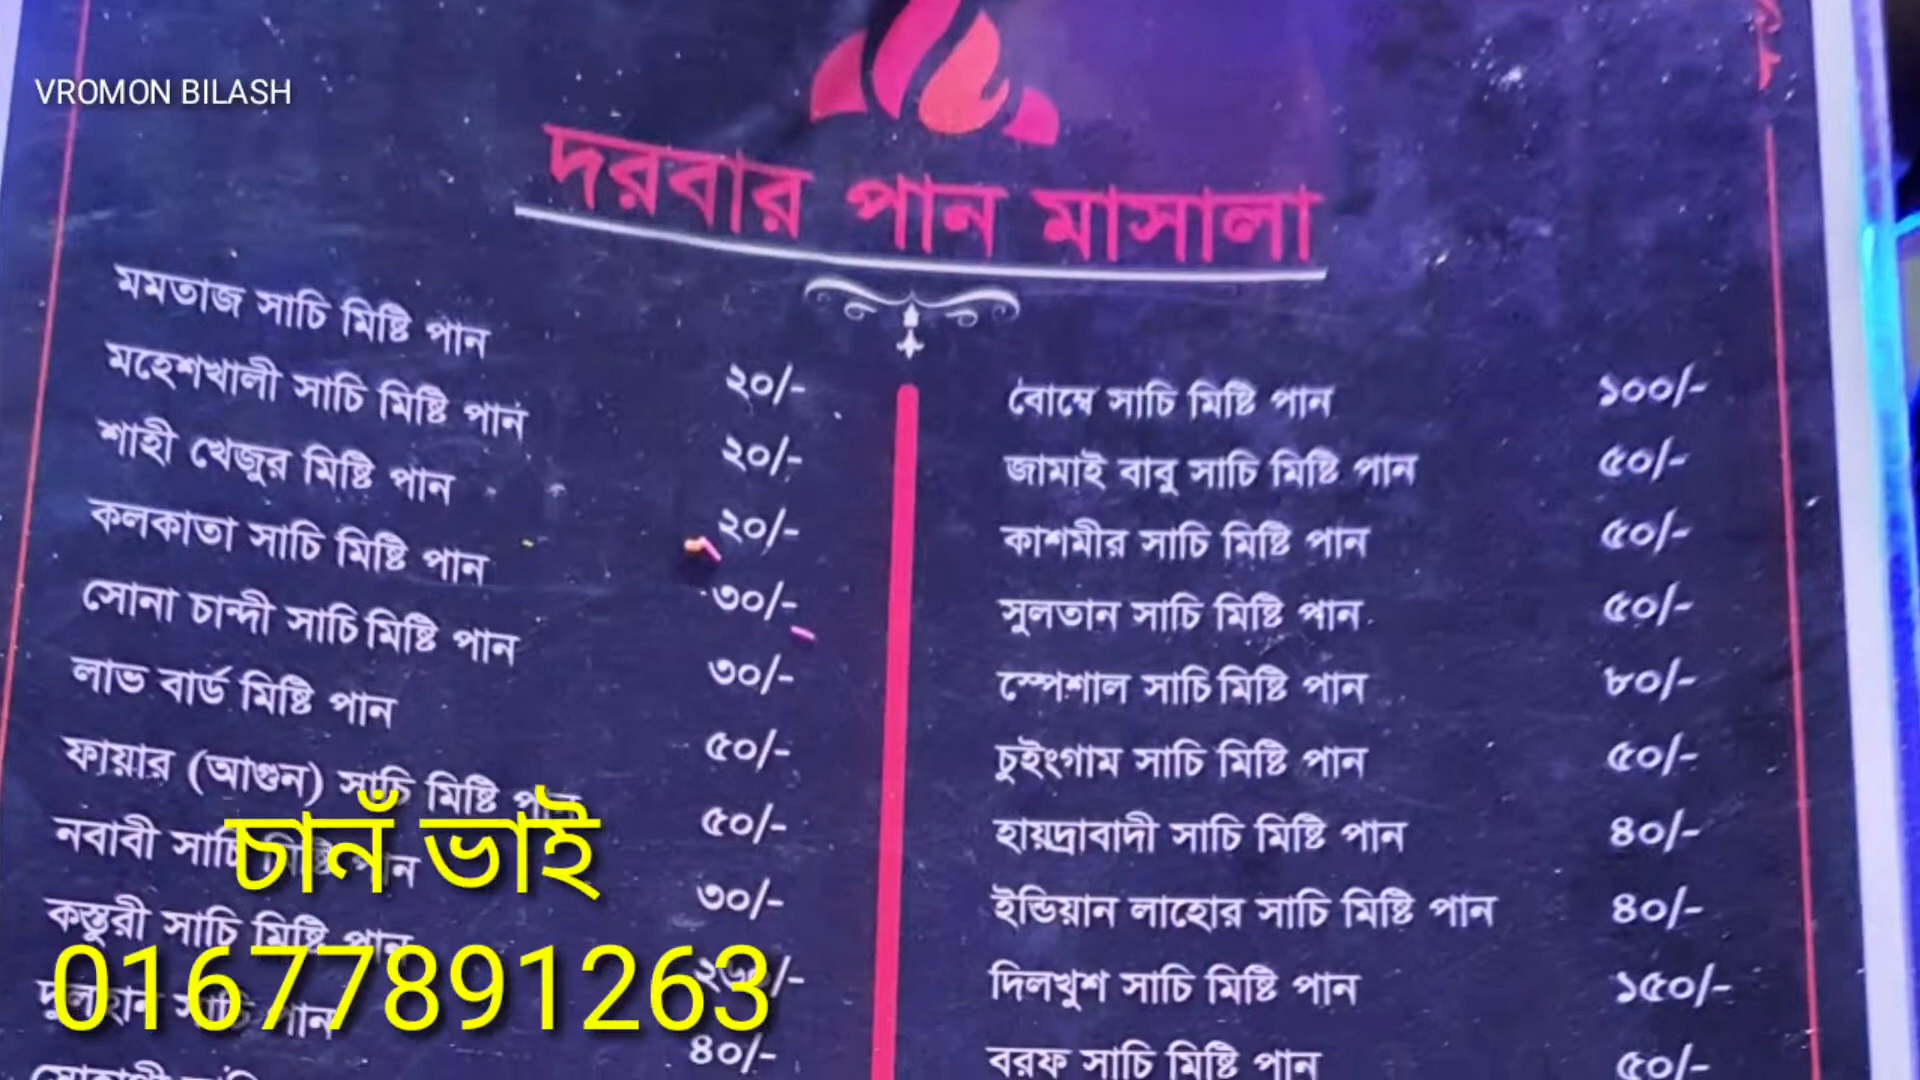 VROMON BILASH
দরবার পান মাসালা
মমতাজ সাচি মিষ্টি পান ২০/-
মহেশখালী সাচি মিষ্টি পান ২০/-
শাহী খেজুর মিষ্টি পান ২০/-
কলকাতা সাচি মিষ্টি পান ৩০/-
সোনা চান্দী সাচি মিষ্টি পান ৩০/-
লাভ বার্ড মিষ্টি পান ৫০/-
ফায়ার (আগুন) সাচি মিষ্টি পান ৫০/-
নবাবী সাচি মিষ্টি পান ৩০/-
কস্তুরী সাচি মিষ্টি পান
দুলহান সাচি পান ৪০/-
বোম্বে সাচি মিষ্টি পান ১০০/-
জামাই বাবু সাচি মিষ্টি পান ৫০/-
কাশমীর সাচি মিষ্টি পান ৫০/-
সুলতান সাচি মিষ্টি পান ৫০/-
স্পেশাল সাচি মিষ্টি পান ৮০/-
চুইংগাম সাচি মিষ্টি পান ৫০/-
হায়দ্রাবাদী সাচি মিষ্টি পান ৪০/-
ইন্ডিয়ান লাহোর সাচি মিষ্টি পান ৪০/-
দিলখুশ সাচি মিষ্টি পান ১৫০/-
বরফ সাচি মিষ্টি পান ৫০/-
চানঁ ভাই
01677891263